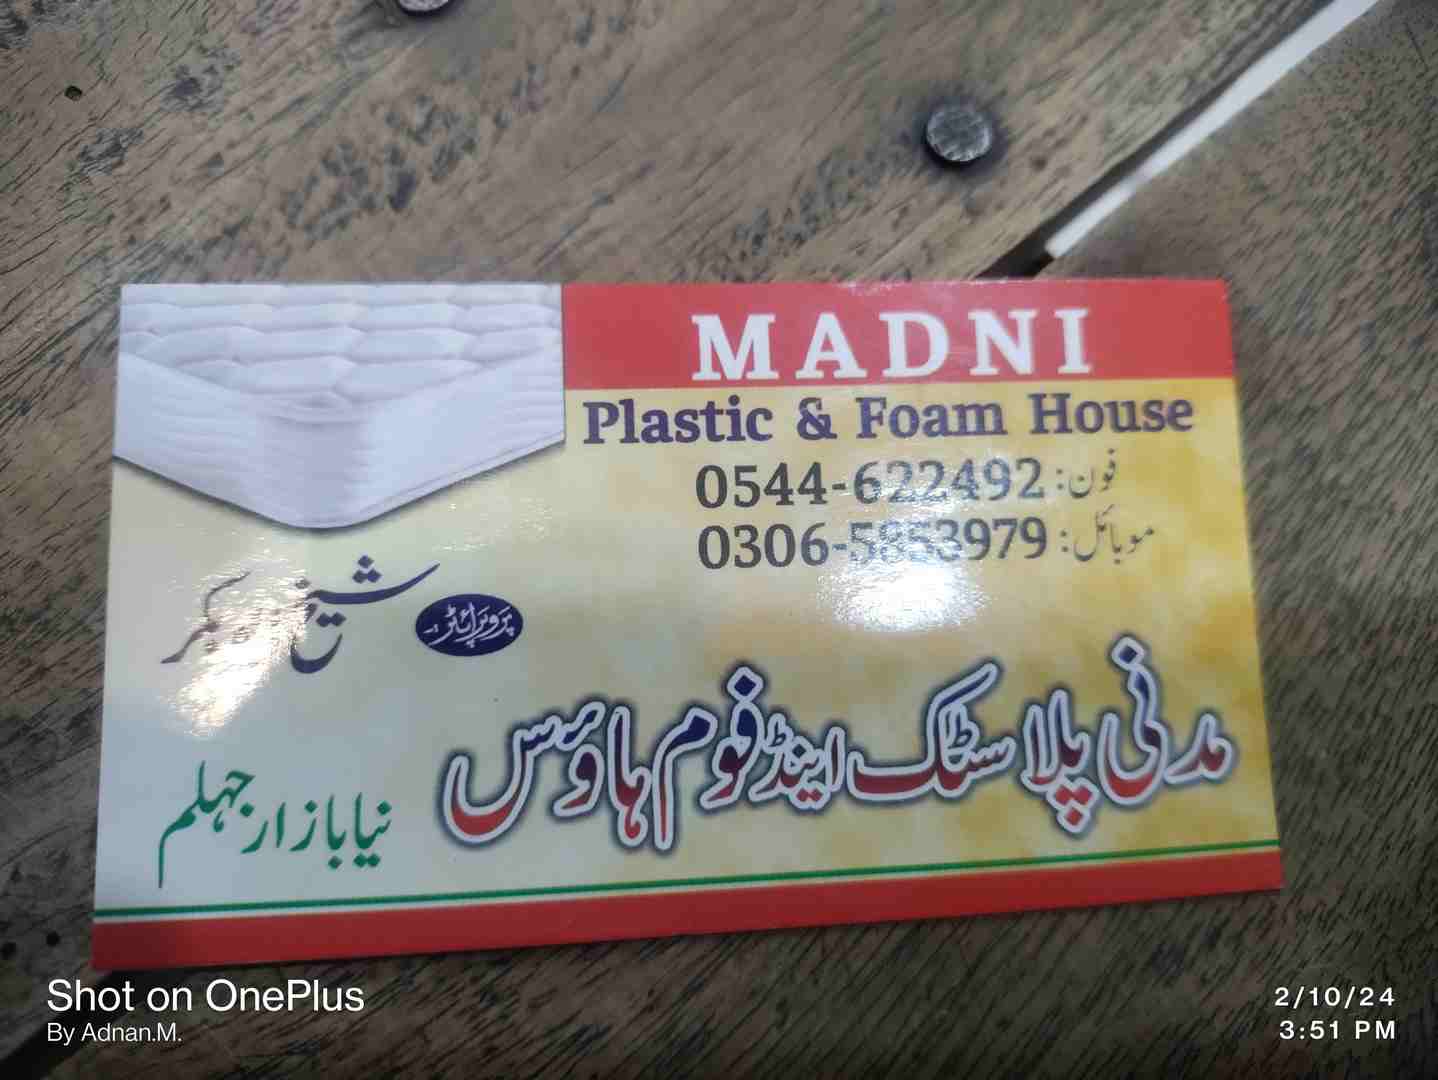 MADNI
Plastic & Foam House
فون: 0544-622492
موبائل: 0306-5853979
شیخ
پروپرائٹر۔
مدنی پلاسٹک اینڈ فوم ہاؤس
نیا بازار جہلم
Shot on OnePlus
By Adnan.M.
2/10/24
3:51 PM